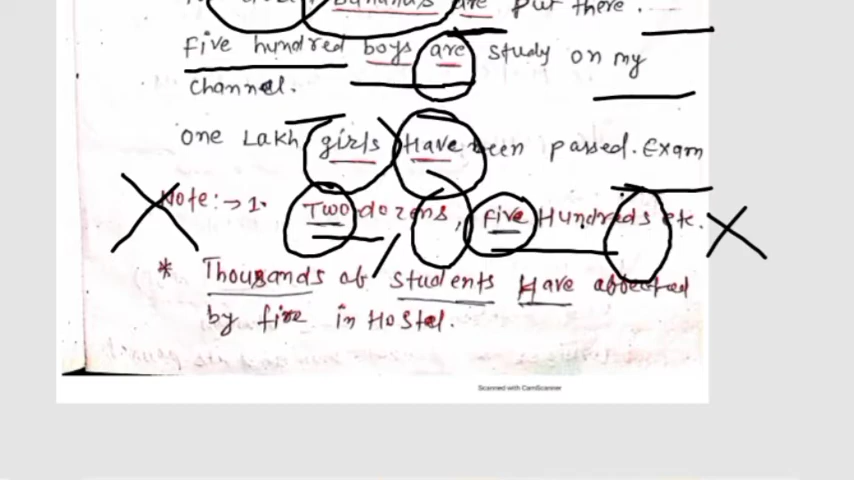 bananas are put there.
five hundred boys are study on my
channel.
one Lakh girls Have been passed. Exam
Note:→ 1. Two dozens, five Hundreds etc.
* Thousands of students Have affected
by fire in Hostel.
Scanned with CamScanner